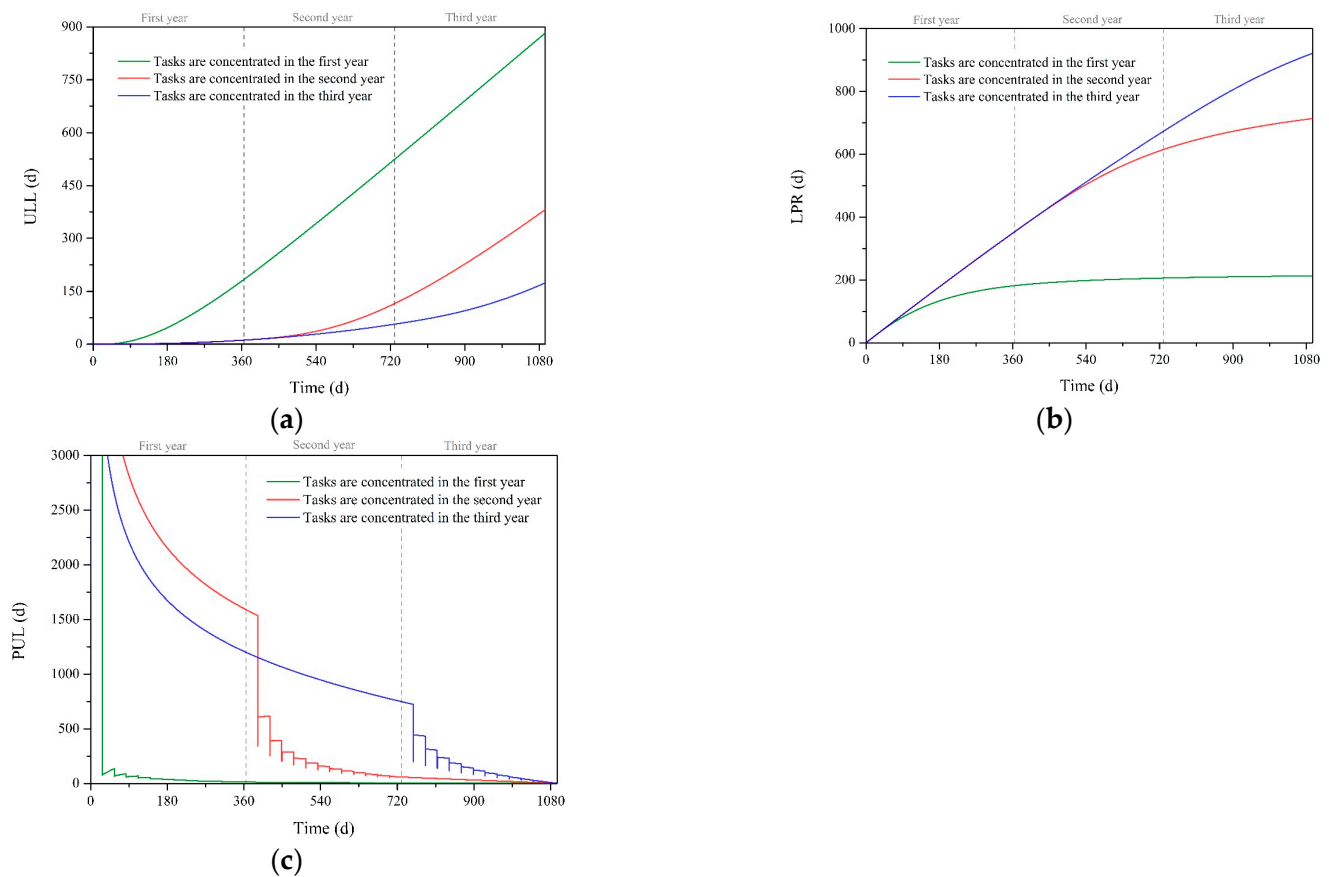 First year Second year Third year
900
750
600
450
300
150
0
ULL (d)
Tasks are concentrated in the first year
Tasks are concentrated in the second year
Tasks are concentrated in the third year
0 180 360 540 720 900 1080
Time (d)
(a)
First year Second year Third year
1000
800
600
400
200
0
LPR (d)
Tasks are concentrated in the first year
Tasks are concentrated in the second year
Tasks are concentrated in the third year
0 180 360 540 720 900 1080
Time (d)
(b)
First year Second year Third year
3000
2500
2000
1500
1000
500
0
PUL (d)
Tasks are concentrated in the first year
Tasks are concentrated in the second year
Tasks are concentrated in the third year
0 180 360 540 720 900 1080
Time (d)
(c)